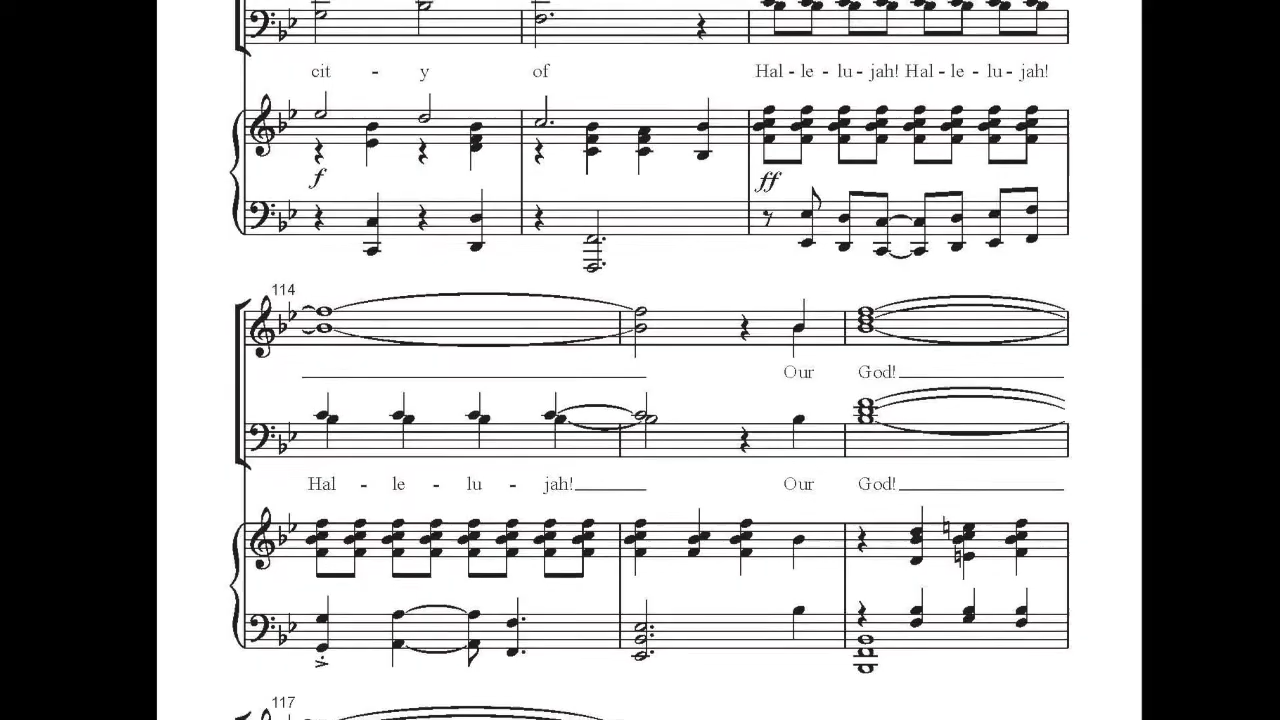 cit - y of Hal - le - lu - jah! Hal - le - lu - jah!
f ff
114
Our God!
Hal - le - lu - jah! Our God!
117